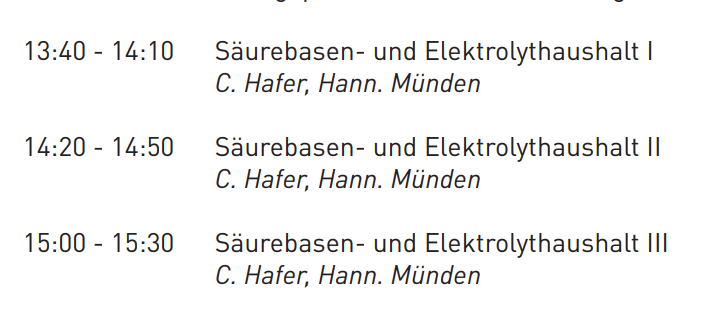 13:40 - 14:10 Säurebasen- und Elektrolythaushalt I
C. Hafer, Hann. Münden
14:20 - 14:50 Säurebasen- und Elektrolythaushalt II
C. Hafer, Hann. Münden
15:00 - 15:30 Säurebasen- und Elektrolythaushalt III
C. Hafer, Hann. Münden